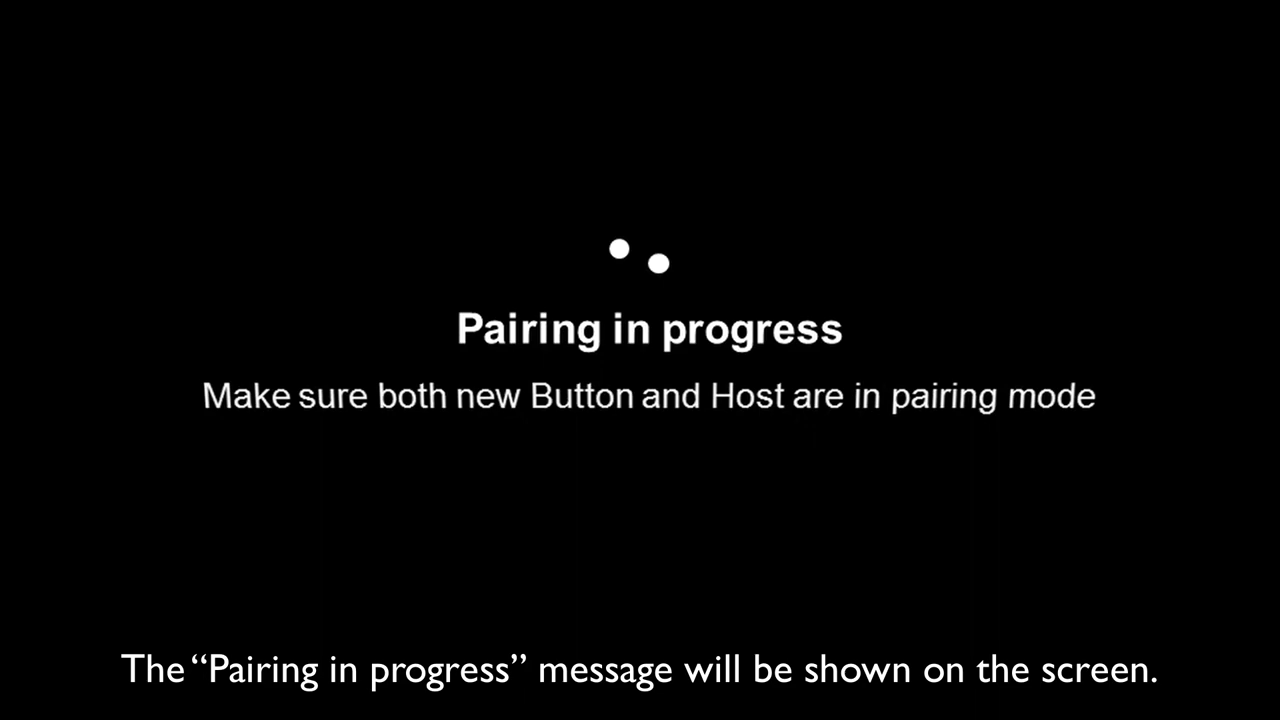 Pairing in progress
Make sure both new Button and Host are in pairing mode
The “Pairing in progress” message will be shown on the screen.